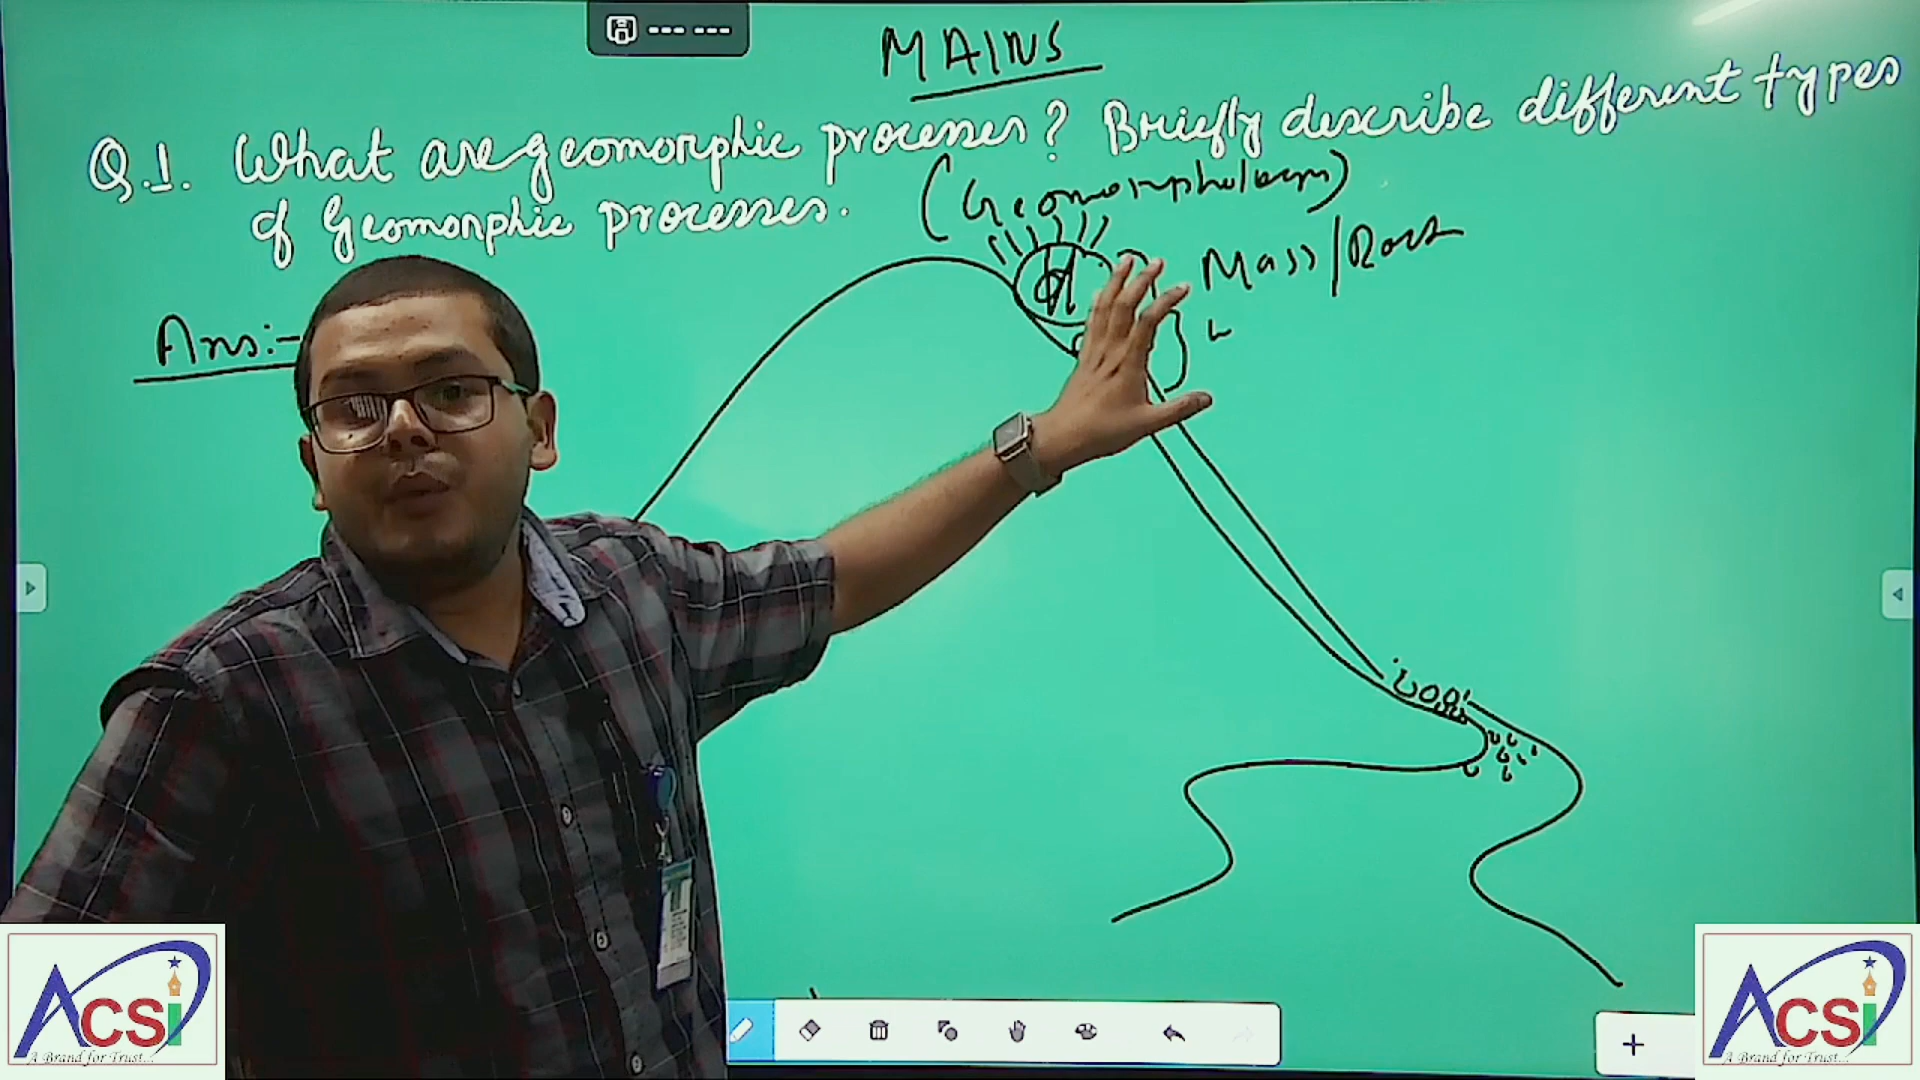 MAINS
Q.1. What are geomorphic processes? Briefly describe different types
of Geomorphic processes.
(Geomorphology)
Mass/Rock
Ans:-
ACSI
A Brand for Trust...
ACSI
A Brand for Trust...